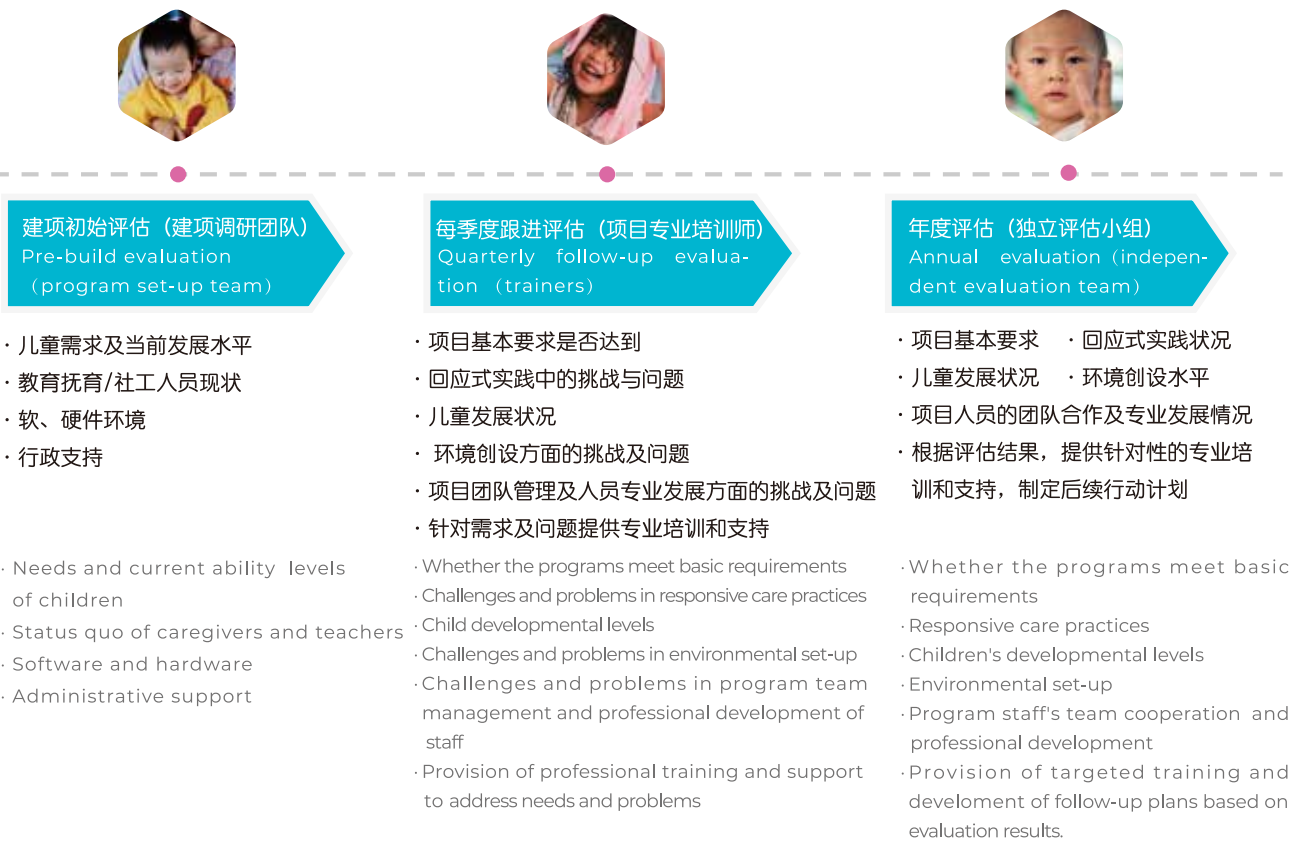 建项初始评估（建项调研团队）
Pre-build evaluation
（program set-up team）
· 儿童需求及当前发展水平
· 教育抚育/社工人员现状
· 软、硬件环境
· 行政支持
· Needs and current ability levels
of children
· Status quo of caregivers and teachers
· Software and hardware
· Administrative support
每季度跟进评估（项目专业培训师）
Quarterly follow-up evalua-
tion （trainers）
· 项目基本要求是否达到
· 回应式实践中的挑战与问题
· 儿童发展状况
· 环境创设方面的挑战及问题
· 项目团队管理及人员专业发展方面的挑战及问题
· 针对需求及问题提供专业培训和支持
· Whether the programs meet basic requirements
· Challenges and problems in responsive care practices
· Child developmental levels
· Challenges and problems in environmental set-up
· Challenges and problems in program team
management and professional development of
staff
· Provision of professional training and support
to address needs and problems
年度评估（独立评估小组）
Annual evaluation（indepen-
dent evaluation team）
· 项目基本要求 · 回应式实践状况
· 儿童发展状况 · 环境创设水平
· 项目人员的团队合作及专业发展情况
· 根据评估结果，提供针对性的专业培
训和支持，制定后续行动计划
· Whether the programs meet basic
requirements
· Responsive care practices
· Children's developmental levels
· Environmental set-up
· Program staff's team cooperation and
professional development
· Provision of targeted training and
develoment of follow-up plans based on
evaluation results.